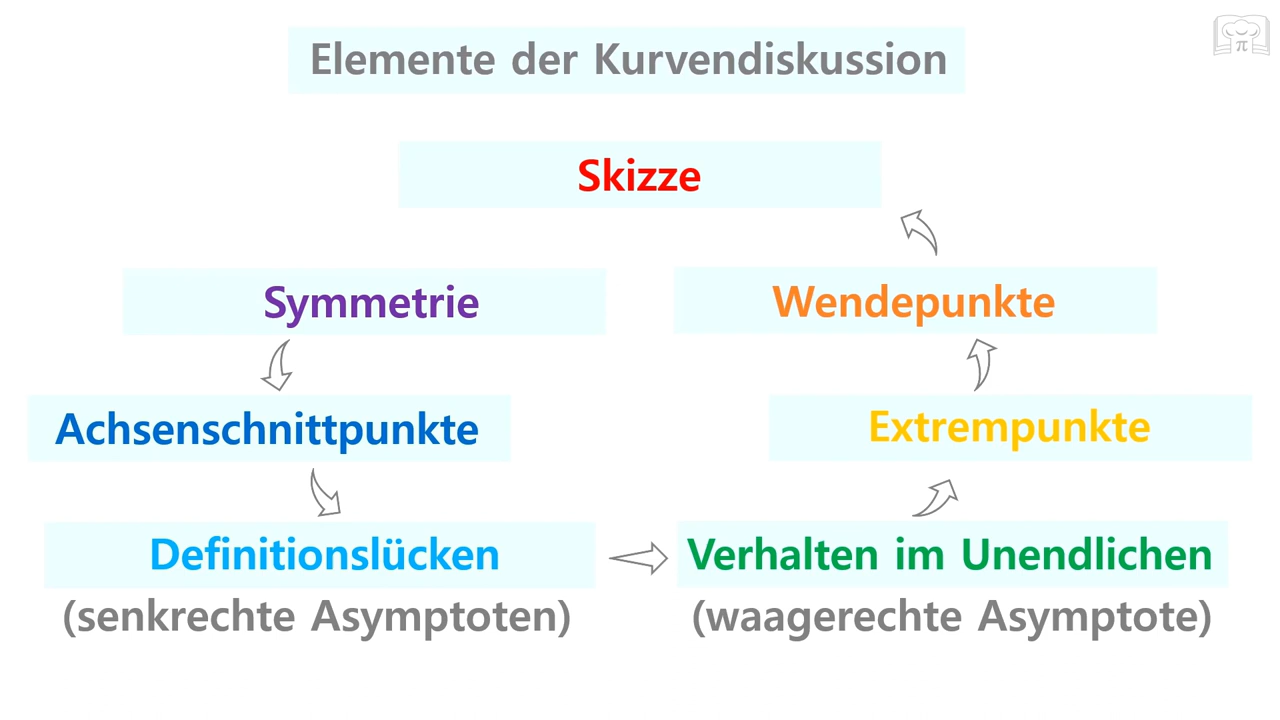 Elemente der Kurvendiskussion
Skizze
Symmetrie
Wendepunkte
Achsenschnittpunkte
Extrempunkte
Definitionslücken
Verhalten im Unendlichen
(senkrechte Asymptoten)
(waagerechte Asymptote)
π